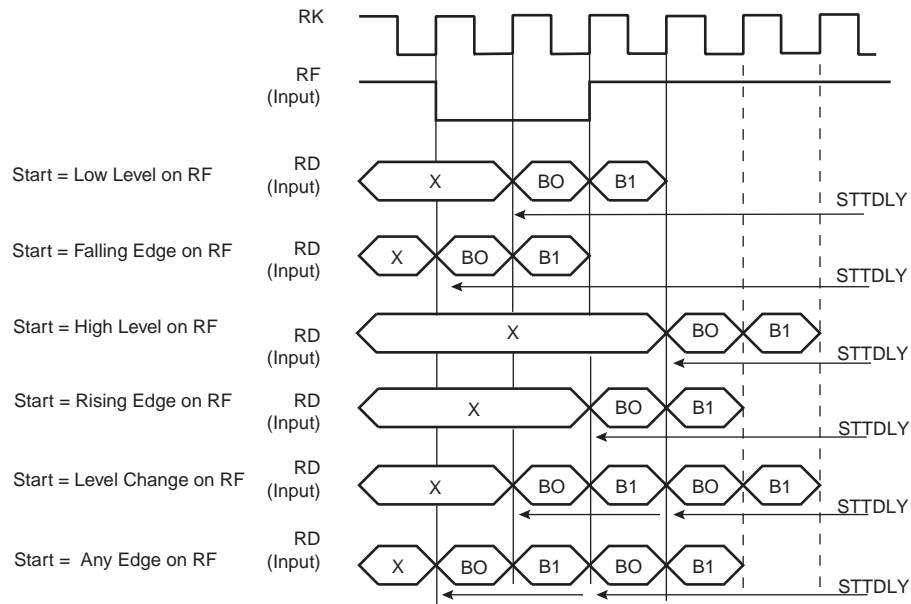 RK
RF
(Input)
Start = Low Level on RF
RD
(Input)
X
BO
B1
STTDLY
Start = Falling Edge on RF
RD
(Input)
X
BO
B1
STTDLY
Start = High Level on RF
RD
(Input)
X
BO
B1
STTDLY
Start = Rising Edge on RF
RD
(Input)
X
BO
B1
STTDLY
Start = Level Change on RF
RD
(Input)
X
BO
B1
BO
B1
STTDLY
Start = Any Edge on RF
RD
(Input)
X
BO
B1
BO
B1
STTDLY